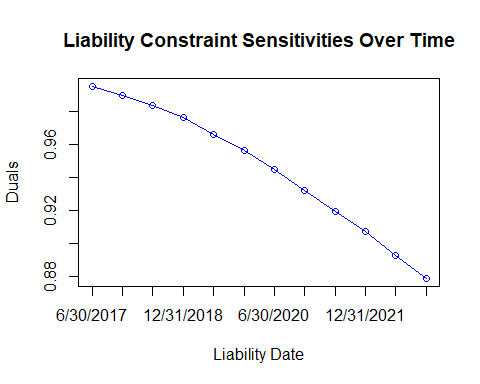 Liability Constraint Sensitivities Over Time
Duals
0.96
0.92
0.88
6/30/2017 12/31/2018 6/30/2020 12/31/2021
Liability Date